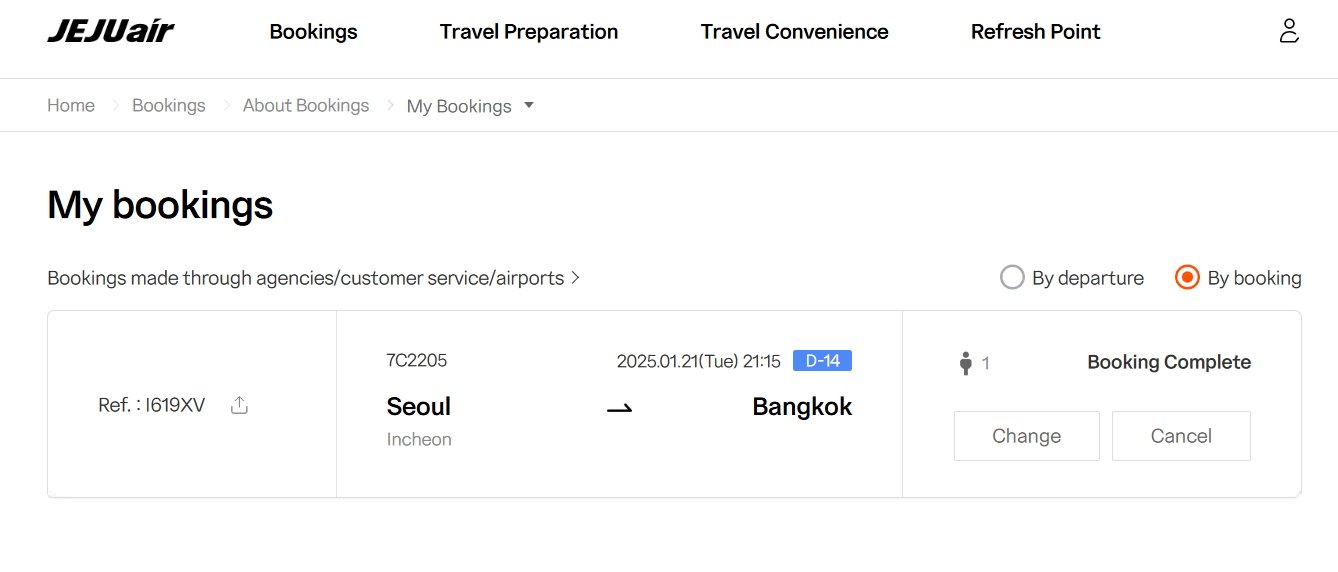 JEJUair Bookings Travel Preparation Travel Convenience Refresh Point
Home Bookings About Bookings My Bookings
My bookings
Bookings made through agencies/customer service/airports By departure By booking
7C2205 2025.01.21(Tue) 21:15 D-14 1 Booking Complete
Ref. : I619XV Seoul Bangkok
Incheon Change Cancel